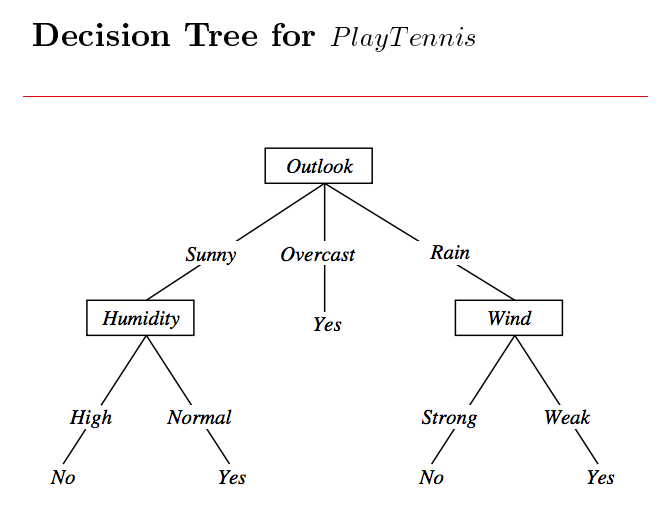 Decision Tree for PlayTennis
Outlook
Sunny Overcast Rain
Humidity Yes Wind
High Normal Strong Weak
No Yes No Yes